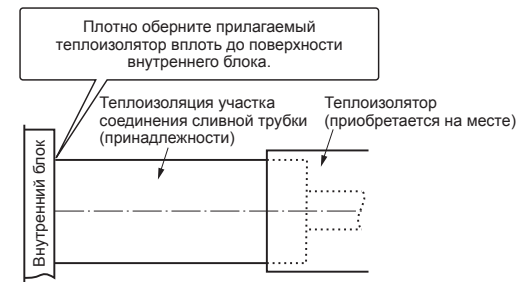 Плотно оберните прилагаемый
теплоизолятор вплоть до поверхности
внутреннего блока.
Теплоизоляция участка
соединения сливной трубки
(принадлежности)
Теплоизолятор
(приобретается на месте)
Внутренний блок